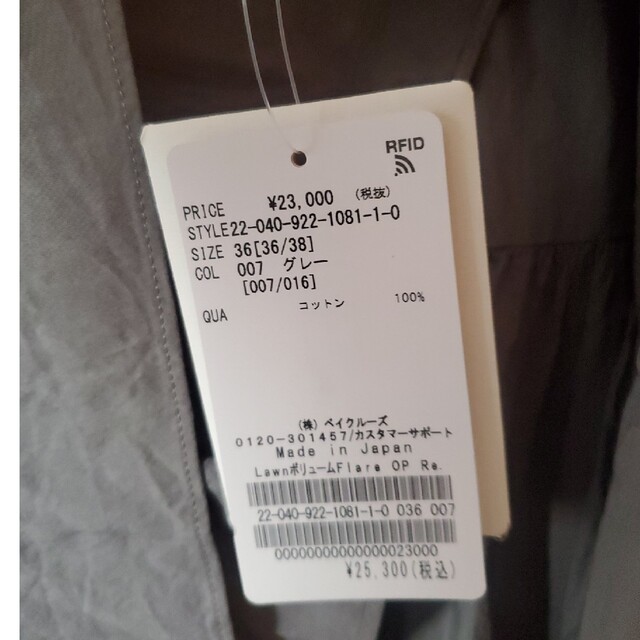 RFID
PRICE ¥23,000 (税抜)
STYLE22-040-922-1081-1-0
SIZE 36[36/38]
COL 007 グレー
[007/016]
QUA コットン 100%
(株) ベイクルーズ
0120-301457/カスタマーサポート
Made in Japan
LawnボリュームFlare OP Re.
22-040-922-1081-1-0 036 007
00000000000000023000
¥25,300(税込)